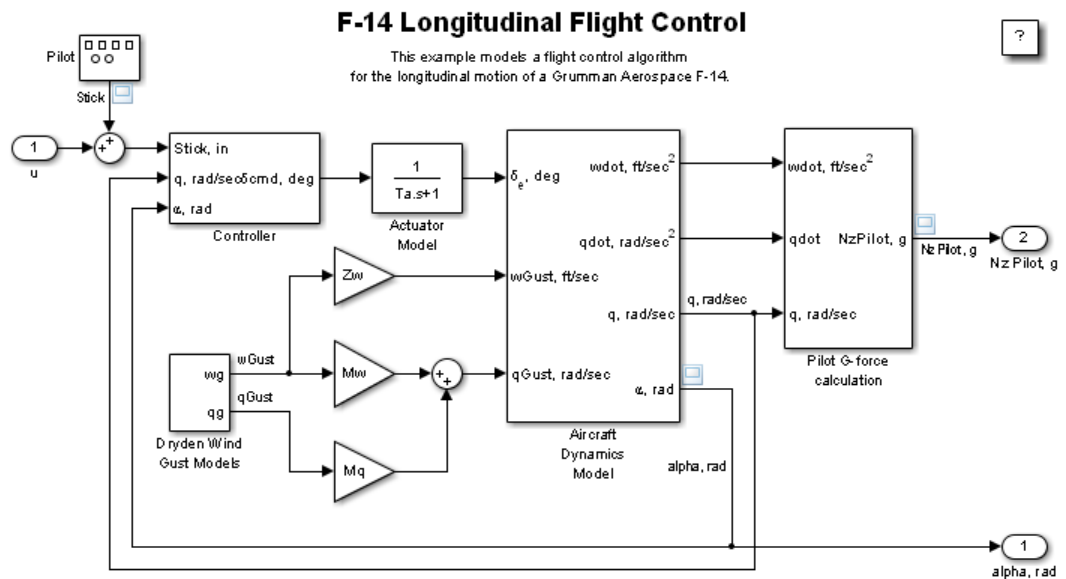 F-14 Longitudinal Flight Control
This example models a flight control algorithm
for the longitudinal motion of a Grumman Aerospace F-14.
?
Pilot
Stick
1
u
++
Stick, in
q, rad/secδcmd, deg
α, rad
Controller
1
Ta.s+1
Actuator
Model
δe, deg
wGust, ft/sec
qGust, rad/sec
wdot, ft/sec²
qdot, rad/sec²
q, rad/sec
α, rad
Aircraft
Dynamics
Model
q, rad/sec
alpha, rad
wdot, ft/sec²
qdot
NzPilot, g
q, rad/sec
Pilot G-force
calculation
Nz Pilot, g
2
Nz Pilot, g
Zw
wGust
Mw
++
wg
qGust
qg
Dryden Wind
Gust Models
Mq
1
alpha, rad